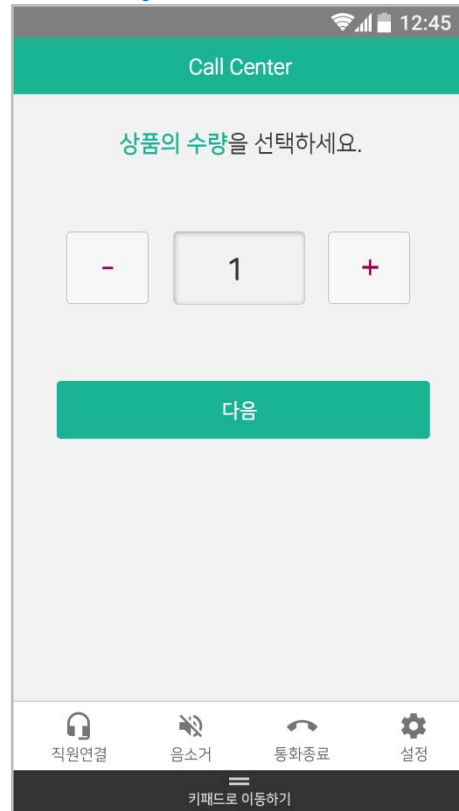 12:45
Call Center
상품의 수량을 선택하세요.
- 1 +
다음
직원연결 음소거 통화종료 설정
키패드로 이동하기